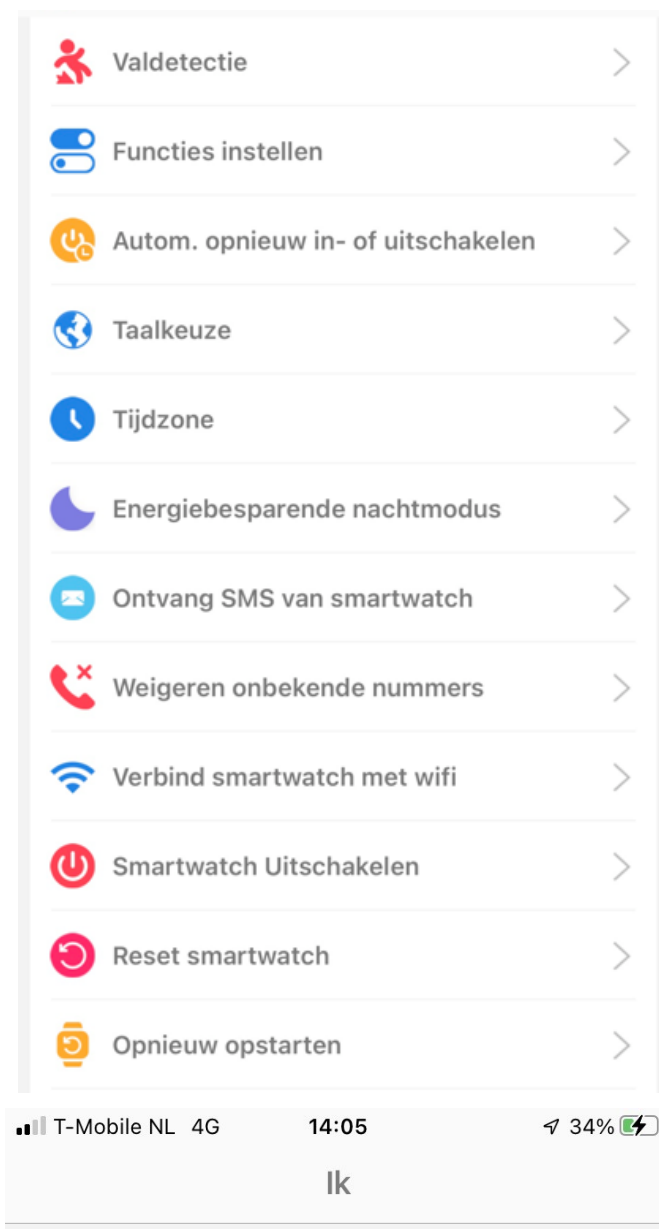 Valdetectie
Functies instellen
Autom. opnieuw in- of uitschakelen
Taalkeuze
Tijdzone
Energiebesparende nachtmodus
Ontvang SMS van smartwatch
Weigeren onbekende nummers
Verbind smartwatch met wifi
Smartwatch Uitschakelen
Reset smartwatch
Opnieuw opstarten
T-Mobile NL 4G 14:05 34%
Ik